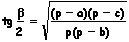 tg β/2 = √((p − a)(p − c)/p(p − b))